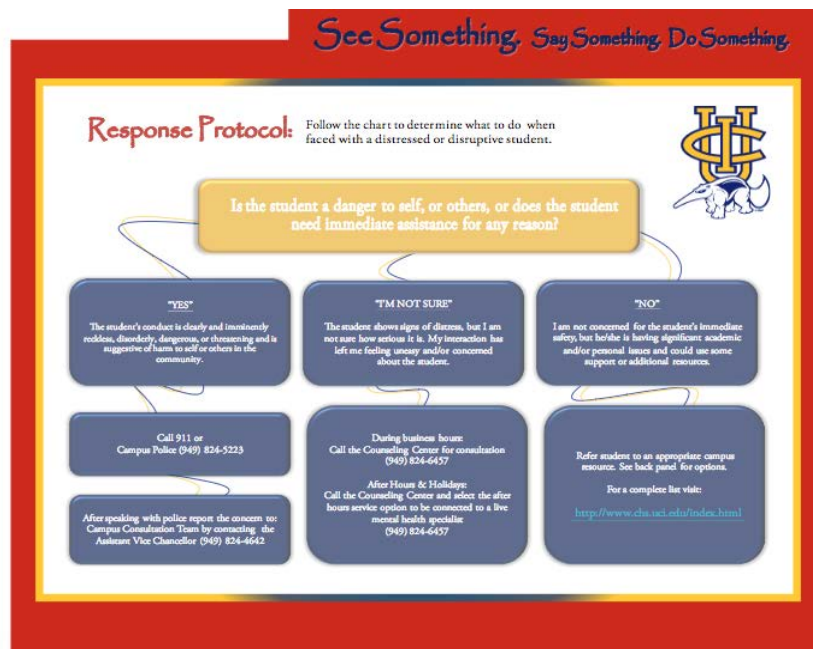 See Something. Say Something. Do Something.
Response Protocol:
Follow the chart to determine what to do when
faced with a distressed or disruptive student.
UCI
Is the student a danger to self, or others, or does the student
need immediate assistance for any reason?
"YES"
The student's conduct is clearly and imminently
reckless, disorderly, dangerous, or threatening and is
suggestive of harm to self or others in the
community.
Call 911 or
Campus Police (949) 824-5223
After speaking with police report the concern to:
Campus Consultation Team by contacting the
Assistant Vice Chancellor (949) 824-4642
"I'M NOT SURE"
The student shows signs of distress, but I am
not sure how serious it is. My interaction has
left me feeling uneasy and/or concerned
about the student.
During business hours:
Call the Counseling Center for consultation
(949) 824-6457
After Hours & Holidays:
Call the Counseling Center and select the after
hours service option to be connected to a live
mental health specialist
(949) 824-6457
"NO"
I am not concerned for the student's immediate
safety, but he/she is having significant academic
and/or personal issues and could use some
support or additional resources.
Refer student to an appropriate campus
resource. See back panel for options.
For a complete list visit:
http://www.chs.uci.edu/index.html